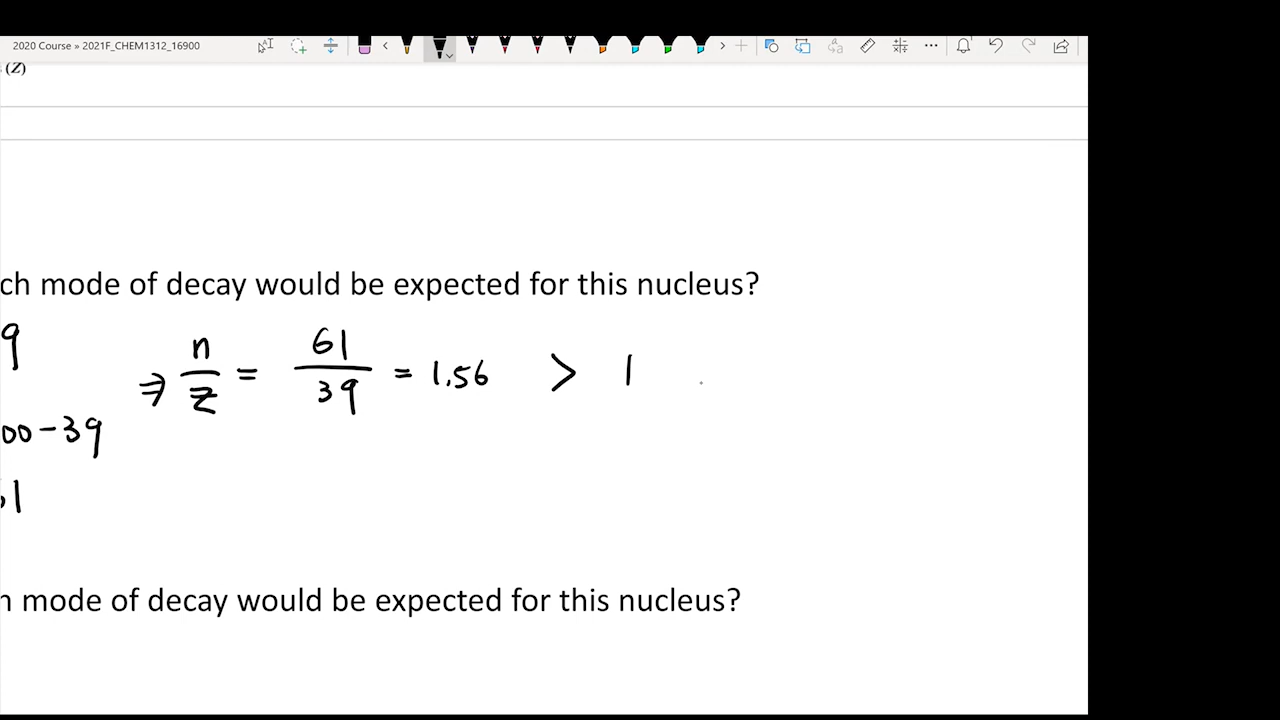 2020 Course » 2021F_CHEM1312_16900
(Z)
ch mode of decay would be expected for this nucleus?
9
⇒ n/Z = 61/39 = 1.56 > 1
00-39
61
n mode of decay would be expected for this nucleus?